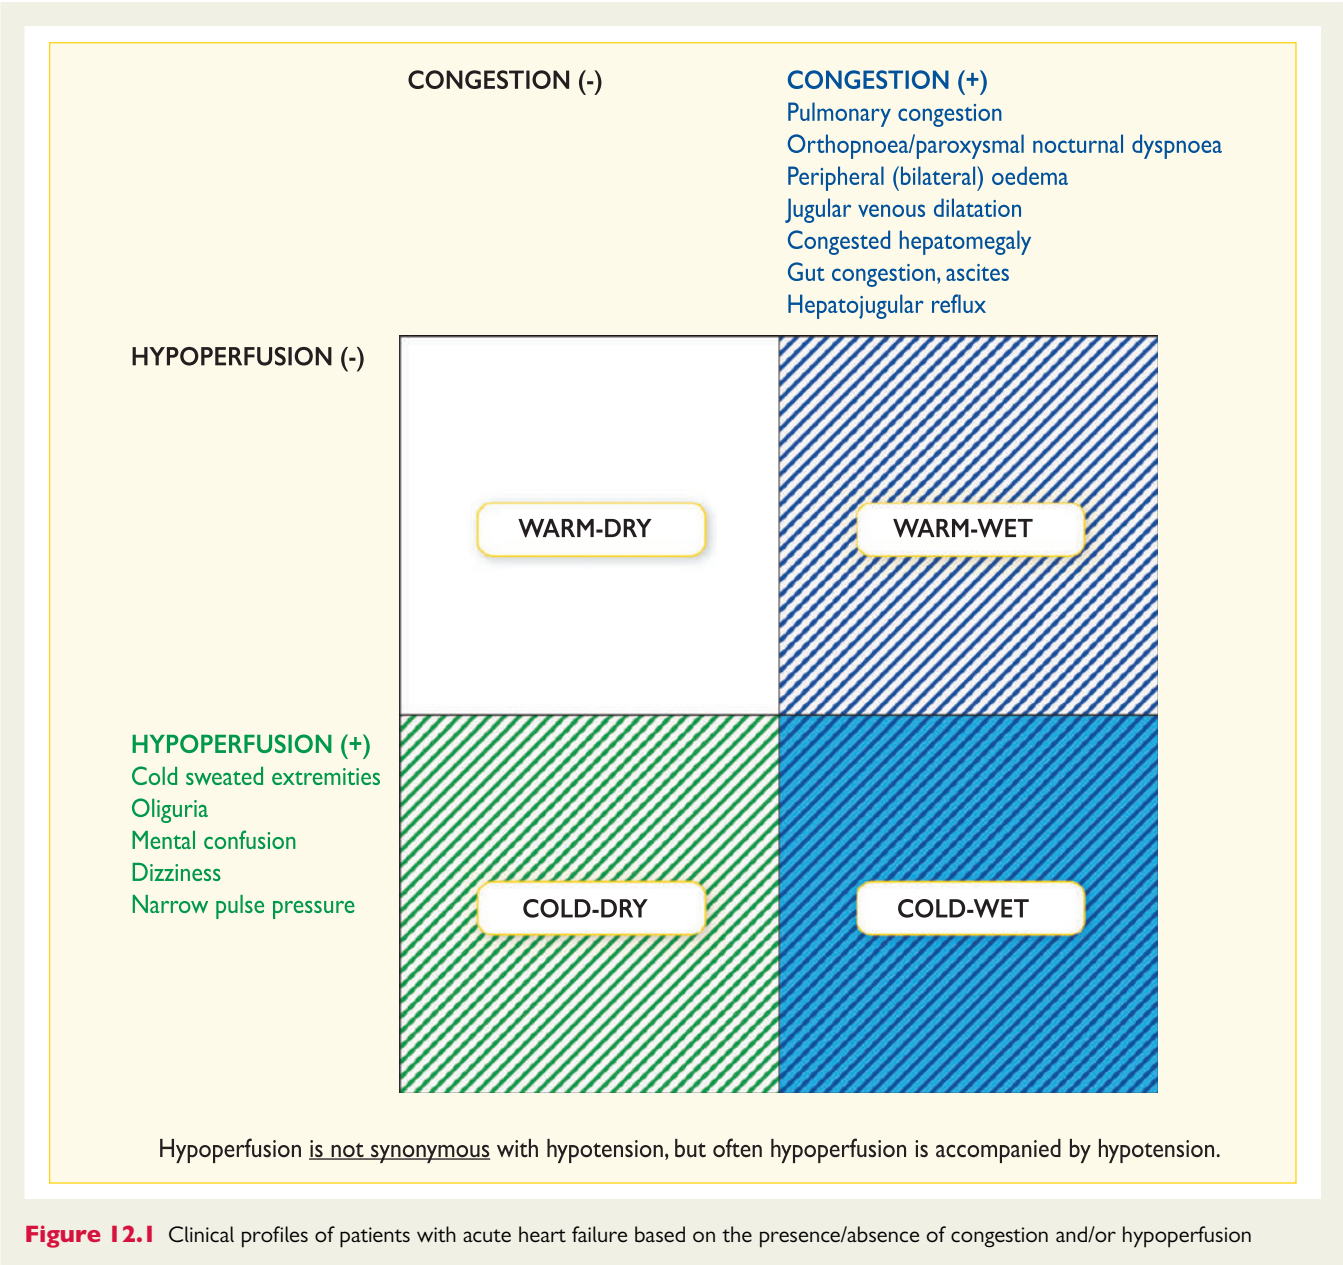 CONGESTION (-)
CONGESTION (+)
Pulmonary congestion
Orthopnoea/paroxysmal nocturnal dyspnoea
Peripheral (bilateral) oedema
Jugular venous dilatation
Congested hepatomegaly
Gut congestion, ascites
Hepatojugular reflux
HYPOPERFUSION (-)
WARM-DRY
WARM-WET
HYPOPERFUSION (+)
Cold sweated extremities
Oliguria
Mental confusion
Dizziness
Narrow pulse pressure
COLD-DRY
COLD-WET
Hypoperfusion is not synonymous with hypotension, but often hypoperfusion is accompanied by hypotension.
Figure 12.1 Clinical profiles of patients with acute heart failure based on the presence/absence of congestion and/or hypoperfusion